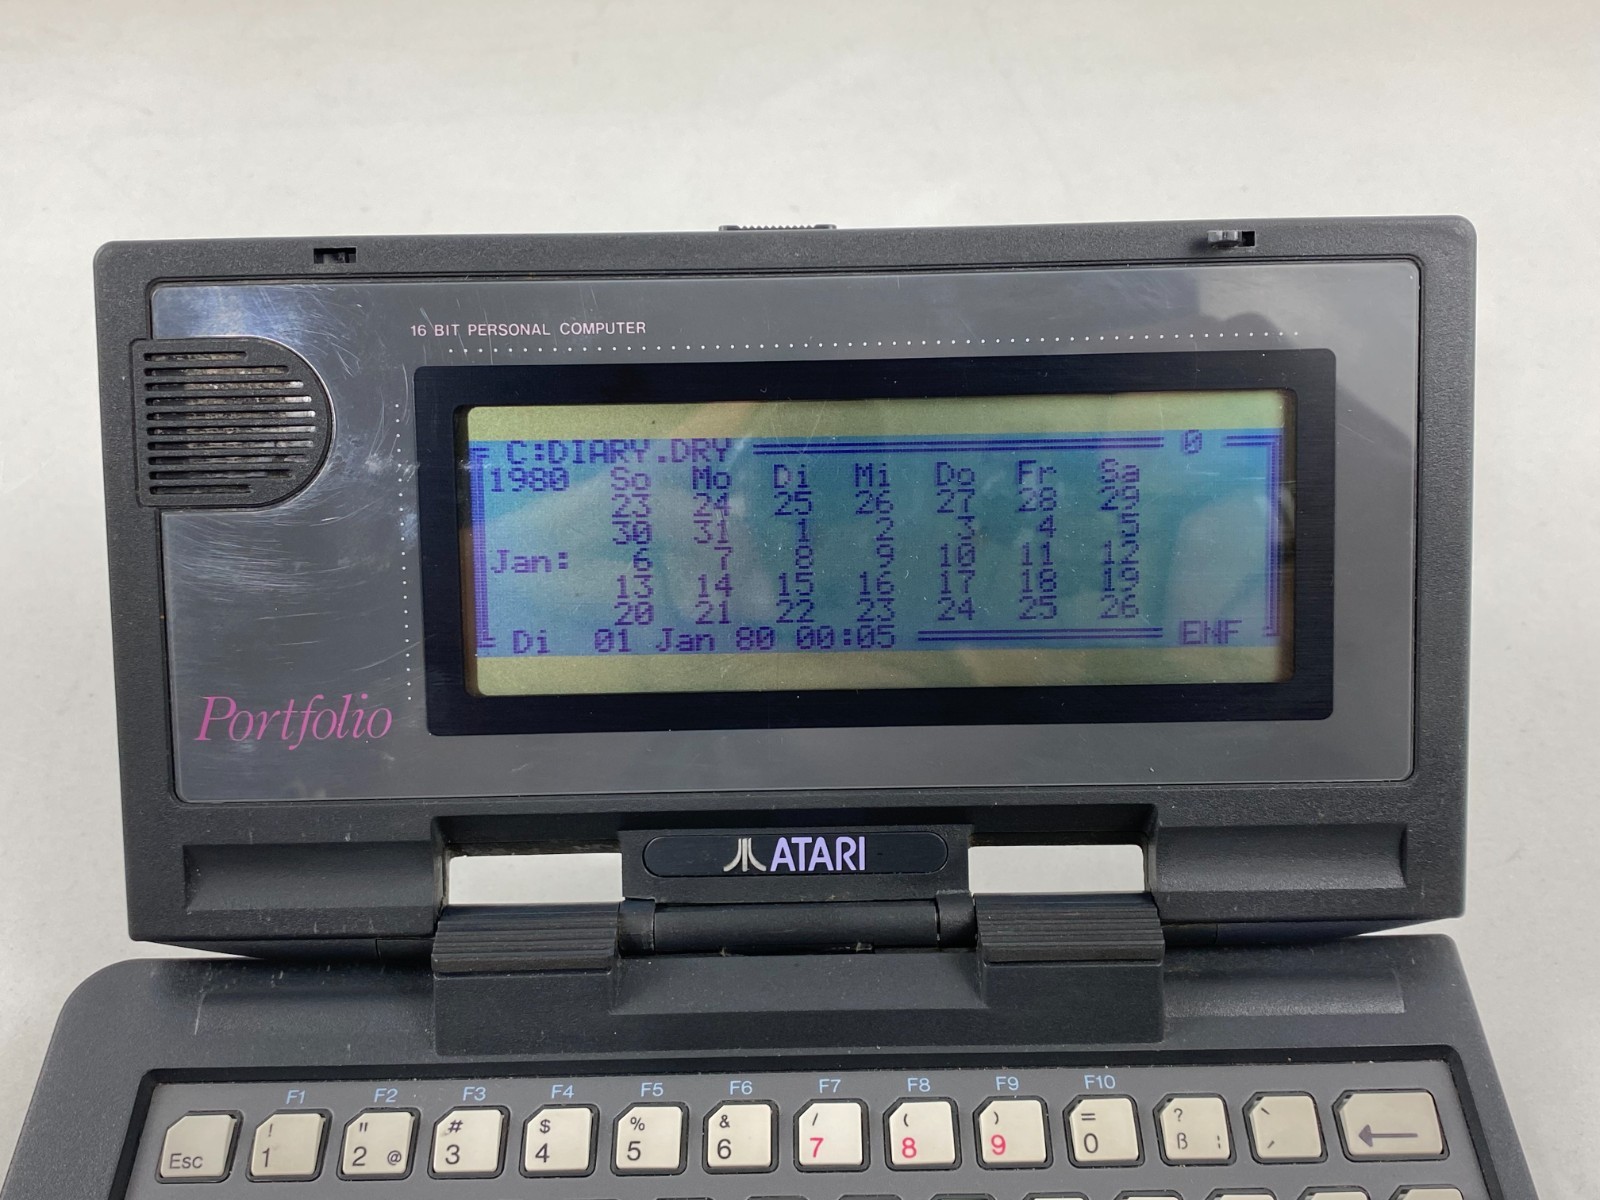 16 BIT PERSONAL COMPUTER
C:DIARY.DRY 0
1980 So Mo Di Mi Do Fr Sa
23 24 25 26 27 28 29
30 31 1 2 3 4 5
Jan: 6 7 8 9 10 11 12
13 14 15 16 17 18 19
20 21 22 23 24 25 26
Di 01 Jan 80 00:05
Portfolio
ATARI
F1 F2 F3 F4 F5 F6 F7 F8 F9 F10
! " # $ % & / ( ) = ? `
Esc 1 2 @ 3 4 5 6 7 8 9 0 ß ¦ ´